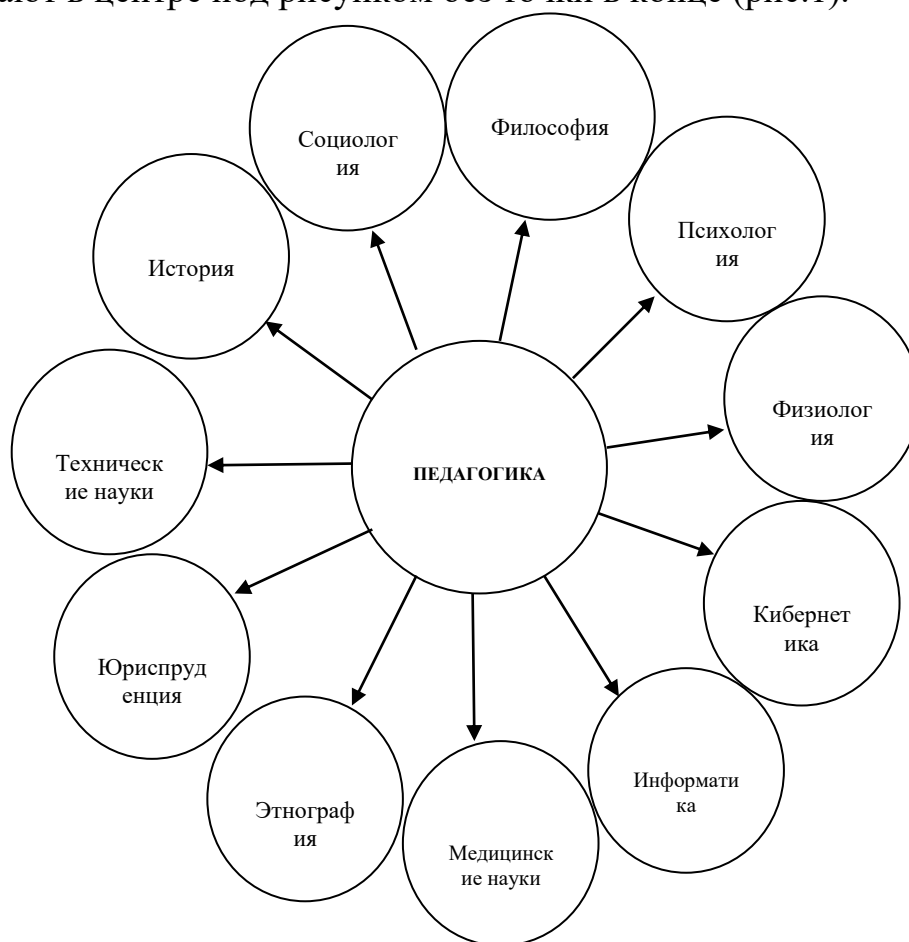 в центре под рисунком без точки в конце (рис.1).
Социолог
ия
Философия
Психолог
ия
История
Физиолог
ия
Техническ
ие науки
ПЕДАГОГИКА
Кибернет
ика
Юриспруд
енция
Информати
ка
Этнограф
ия
Медицинск
ие науки